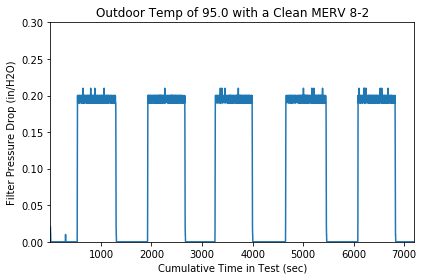 Outdoor Temp of 95.0 with a Clean MERV 8-2
Filter Pressure Drop (in/H2O)
0.30
0.25
0.20
0.15
0.10
0.05
0.00
1000 2000 3000 4000 5000 6000 7000
Cumulative Time in Test (sec)